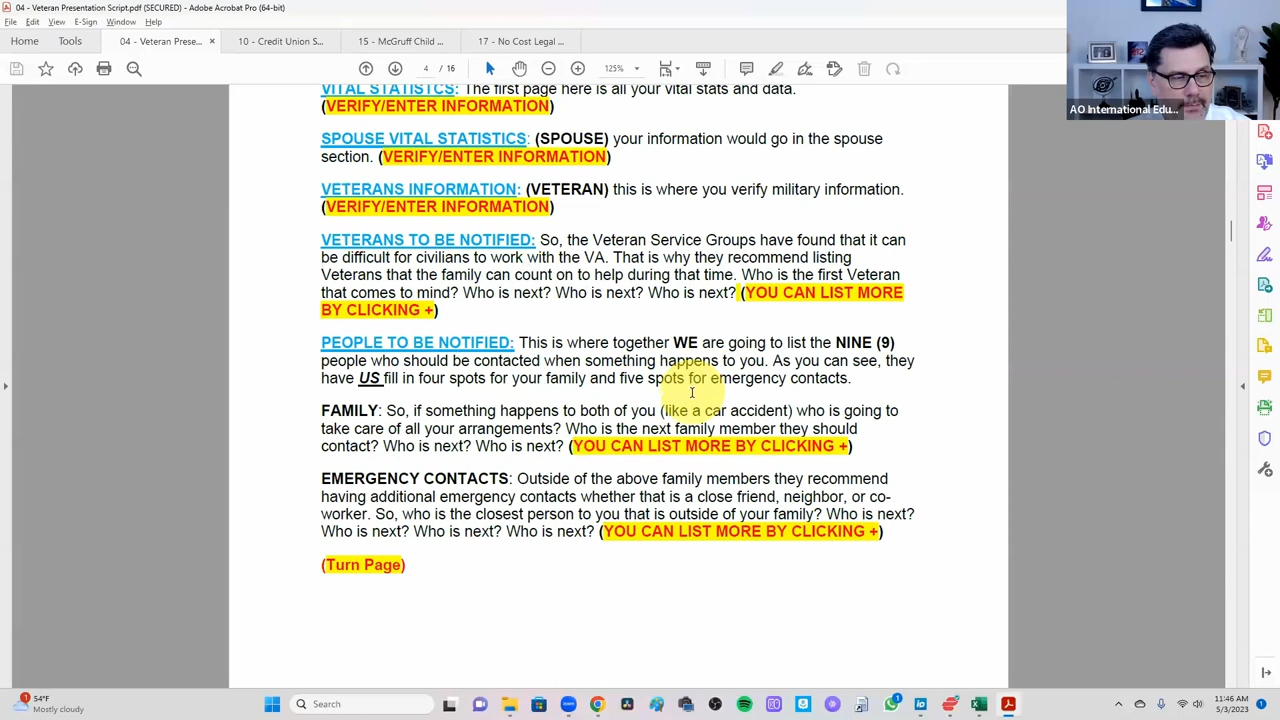 04 - Veteran Presentation Script.pdf (SECURED) - Adobe Acrobat Pro (64-bit)
File Edit View E-Sign Window Help
Home Tools 04 - Veteran Prese... × 10 - Credit Union S... 15 - McGruff Child ... 17 - No Cost Legal ...
4 / 16 125%
AO International Edu...
VITAL STATISTCS: The first page here is all your vital stats and data.
(VERIFY/ENTER INFORMATION)
SPOUSE VITAL STATISTICS: (SPOUSE) your information would go in the spouse
section. (VERIFY/ENTER INFORMATION)
VETERANS INFORMATION: (VETERAN) this is where you verify military information.
(VERIFY/ENTER INFORMATION)
VETERANS TO BE NOTIFIED: So, the Veteran Service Groups have found that it can
be difficult for civilians to work with the VA. That is why they recommend listing
Veterans that the family can count on to help during that time. Who is the first Veteran
that comes to mind? Who is next? Who is next? Who is next? (YOU CAN LIST MORE
BY CLICKING +)
PEOPLE TO BE NOTIFIED: This is where together WE are going to list the NINE (9)
people who should be contacted when something happens to you. As you can see, they
have US fill in four spots for your family and five spots for emergency contacts.
FAMILY: So, if something happens to both of you (like a car accident) who is going to
take care of all your arrangements? Who is the next family member they should
contact? Who is next? Who is next? (YOU CAN LIST MORE BY CLICKING +)
EMERGENCY CONTACTS: Outside of the above family members they recommend
having additional emergency contacts whether that is a close friend, neighbor, or co-
worker. So, who is the closest person to you that is outside of your family? Who is next?
Who is next? Who is next? Who is next? (YOU CAN LIST MORE BY CLICKING +)
(Turn Page)
1 54°F
Mostly cloudy
Search
1
11:46 AM
5/3/2023